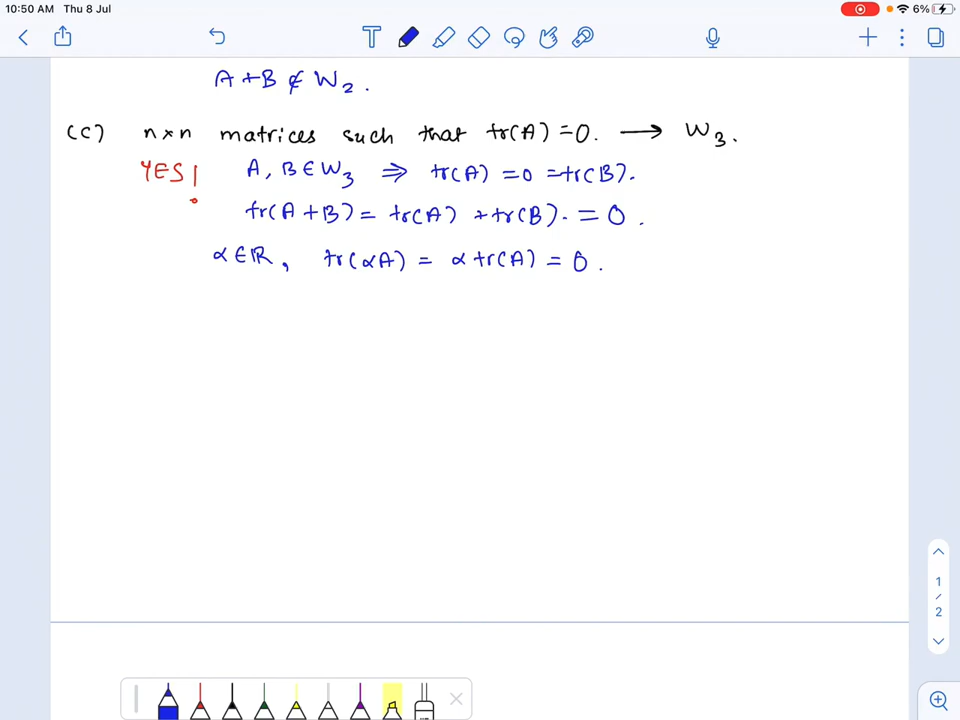 10:50 AM Thu 8 Jul 6%
A+B ∉ W₂.
(c) n×n matrices such that tr(A)=0. ⟶ W₃.
YES! A, B ∈ W₃ ⇒ tr(A) = 0 = tr(B).
tr(A+B) = tr(A) + tr(B). = 0.
α ∈ ℝ, tr(αA) = α tr(A) = 0.
1
/
2